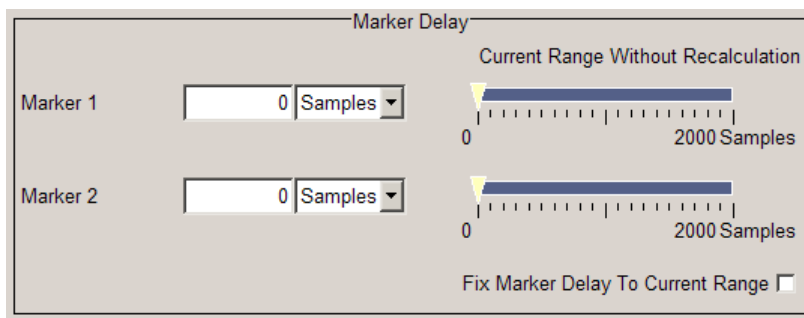 Marker Delay
Current Range Without Recalculation
Marker 1 0 Samples
0 2000 Samples
Marker 2 0 Samples
0 2000 Samples
Fix Marker Delay To Current Range